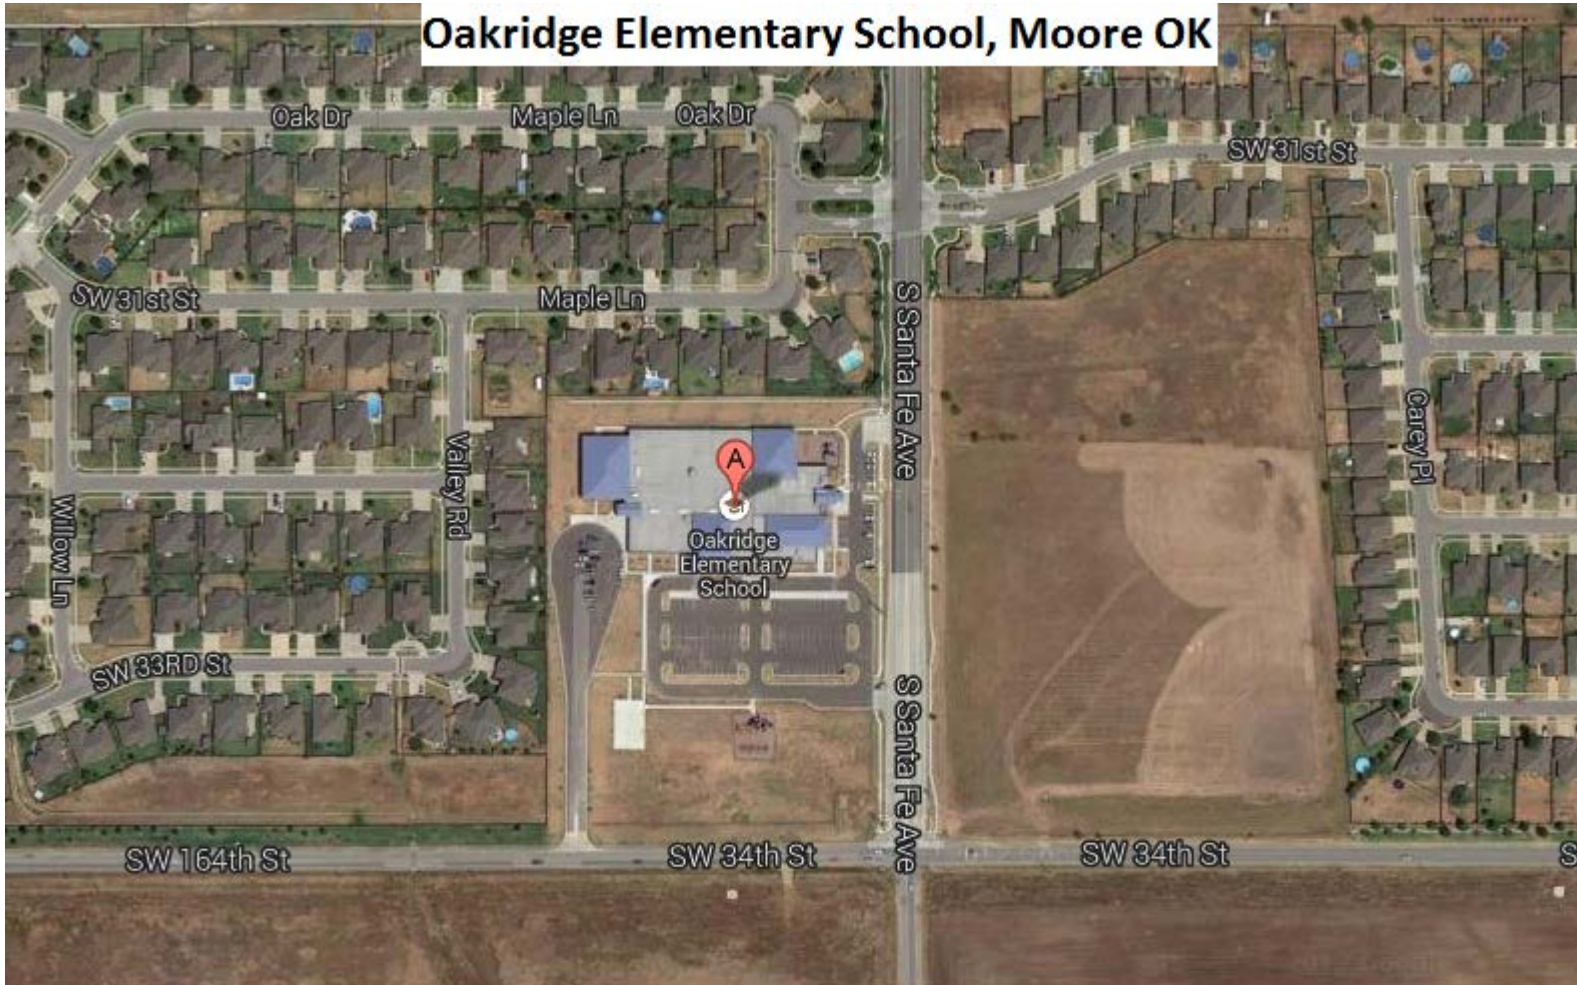 Oakridge Elementary School, Moore OK
Oak Dr
Maple Ln
Oak Dr
SW 31st St
SW 31st St
Maple Ln
S Santa Fe Ave
Carey Pl
Valley Rd
Willow Ln
A
Oakridge
Elementary
School
SW 33RD St
S Santa Fe Ave
SW 164th St
SW 34th St
SW 34th St
S